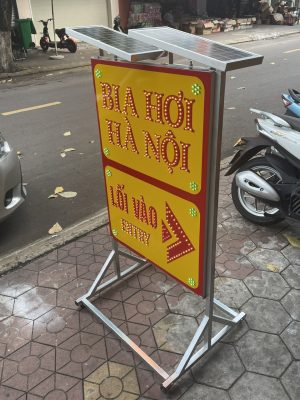 BIA HƠI
HÀ NỘI
LỐI VÀO
ENTRY